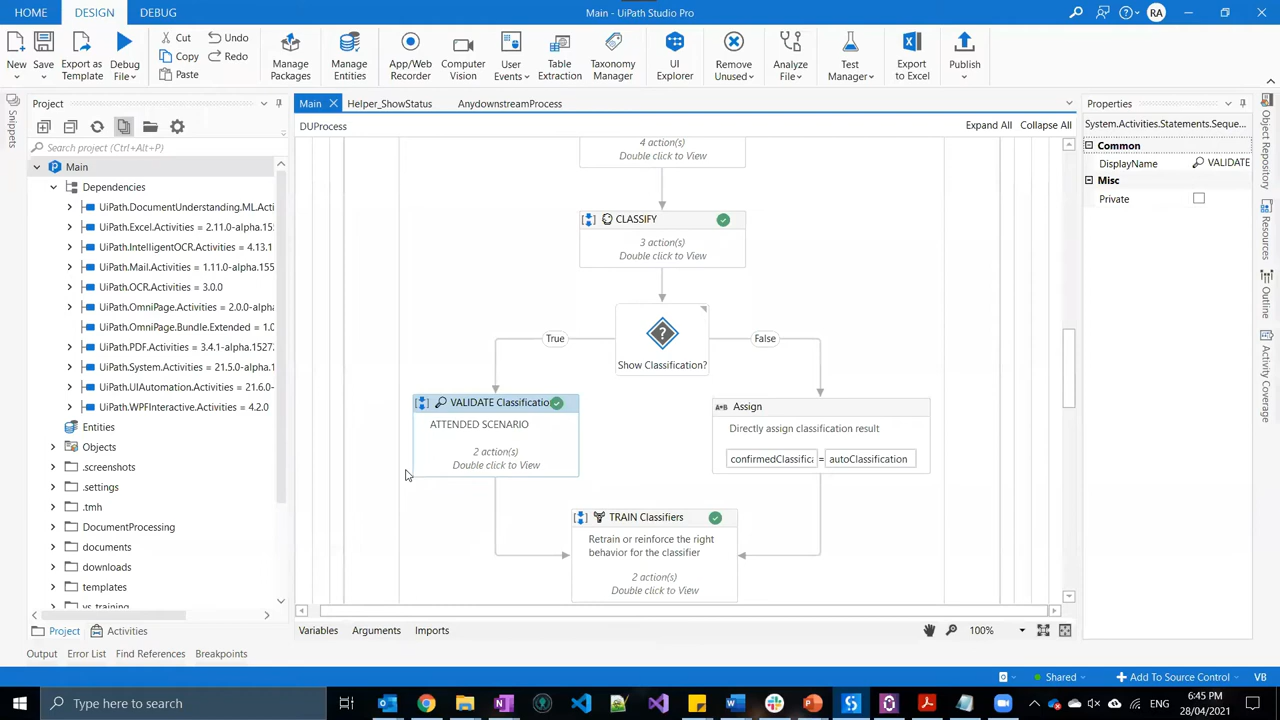 HOME
DESIGN
DEBUG
Main - UiPath Studio Pro
RA
New
Save
Export as
Template
Debug
File
Cut
Copy
Paste
Undo
Redo
Manage
Packages
Manage
Entities
App/Web
Recorder
Computer
Vision
User
Events
Table
Extraction
Taxonomy
Manager
UI
Explorer
Remove
Unused
Analyze
File
Test
Manager
Export
to Excel
Publish
Snippets
Project
Search project (Ctrl+Alt+P)
Main
Dependencies
UiPath.DocumentUnderstanding.ML.Acti
UiPath.Excel.Activities = 2.11.0-alpha.15
UiPath.IntelligentOCR.Activities = 4.13.1
UiPath.Mail.Activities = 1.11.0-alpha.155
UiPath.OCR.Activities = 3.0.0
UiPath.OmniPage.Activities = 2.0.0-alph
UiPath.OmniPage.Bundle.Extended = 1.0
UiPath.PDF.Activities = 3.4.1-alpha.1527
UiPath.System.Activities = 21.5.0-alpha.
UiPath.UIAutomation.Activities = 21.6.0-
UiPath.WPFInteractive.Activities = 4.2.0
Entities
Objects
.screenshots
.settings
.tmh
DocumentProcessing
documents
downloads
templates
Project
Activities
Main
Helper_ShowStatus
AnydownstreamProcess
DUProcess
Expand All
Collapse All
4 action(s)
Double click to View
CLASSIFY
3 action(s)
Double click to View
Show Classification?
True
False
VALIDATE Classificatio
ATTENDED SCENARIO
2 action(s)
Double click to View
A+B Assign
Directly assign classification result
confirmedClassific = autoClassification
TRAIN Classifiers
Retrain or reinforce the right
behavior for the classifier
2 action(s)
Double click to View
Variables
Arguments
Imports
100%
Properties
System.Activities.Statements.Seque...
Common
DisplayName
VALIDATE
Misc
Private
Object Repository
Resources
Outline
Activity Coverage
Output
Error List
Find References
Breakpoints
Shared
Add To Source Control
VB
Type here to search
ENG
6:45 PM
28/04/2021